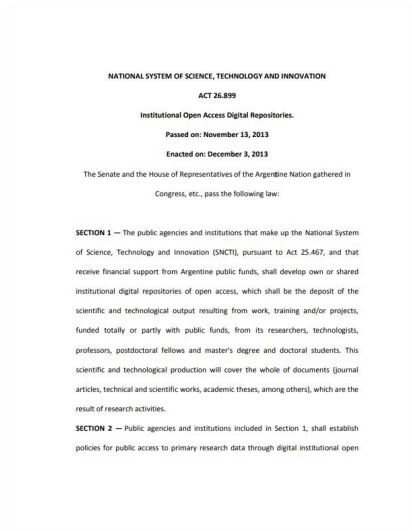 NATIONAL SYSTEM OF SCIENCE, TECHNOLOGY AND INNOVATION
ACT 26.899
Institutional Open Access Digital Repositories.
Passed on: November 13, 2013
Enacted on: December 3, 2013
The Senate and the House of Representatives of the Argentine Nation gathered in
Congress, etc., pass the following law:
SECTION 1 — The public agencies and institutions that make up the National System
of Science, Technology and Innovation (SNCTI), pursuant to Act 25.467, and that
receive financial support from Argentine public funds, shall develop own or shared
institutional digital repositories of open access, which shall be the deposit of the
scientific and technological output resulting from work, training and/or projects,
funded totally or partly with public funds, from its researchers, technologists,
professors, postdoctoral fellows and master's degree and doctoral students. This
scientific and technological production will cover the whole of documents (journal
articles, technical and scientific works, academic theses, among others), which are the
result of research activities.
SECTION 2 — Public agencies and institutions included in Section 1, shall establish
policies for public access to primary research data through digital institutional open